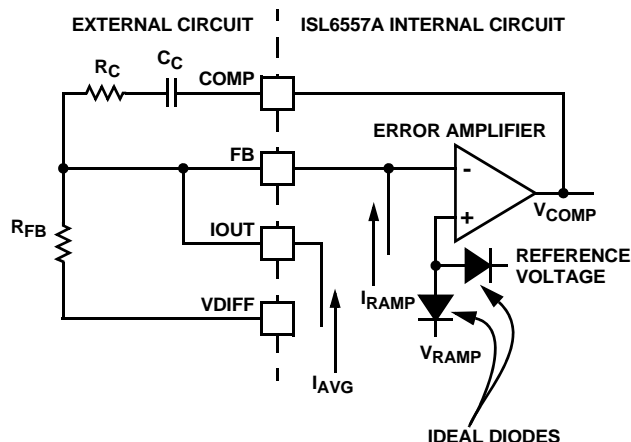 EXTERNAL CIRCUIT
ISL6557A INTERNAL CIRCUIT
RC
CC
COMP
ERROR AMPLIFIER
FB
-
+
VCOMP
RFB
IOUT
REFERENCE
VOLTAGE
IRAMP
VDIFF
VRAMP
IAVG
IDEAL DIODES